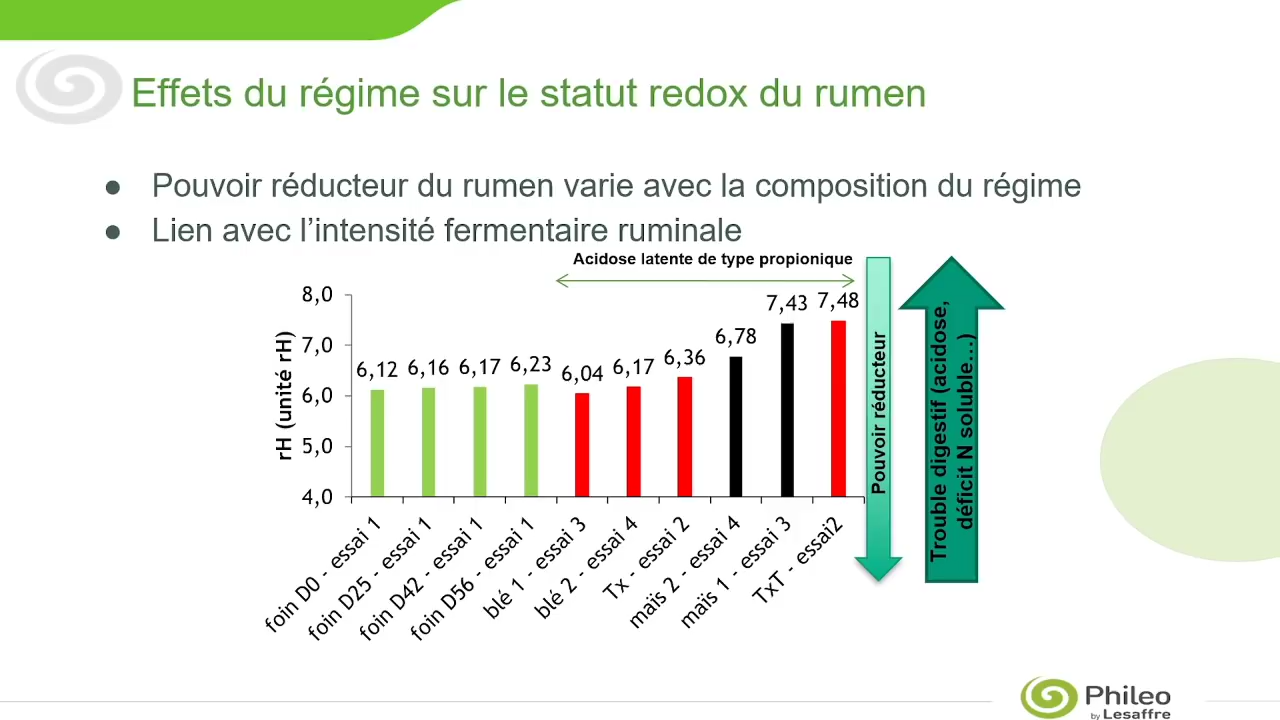 Effets du régime sur le statut redox du rumen
● Pouvoir réducteur du rumen varie avec la composition du régime
● Lien avec l’intensité fermentaire ruminale
Acidose latente de type propionique
rH (unité rH)
8,0
7,0
6,0
5,0
4,0
6,12
6,16
6,17
6,23
6,04
6,17
6,36
6,78
7,43
7,48
foin D0 - essai 1
foin D25 - essai 1
foin D42 - essai 1
foin D56 - essai 1
blé 1 - essai 3
blé 2 - essai 4
Tx - essai 2
maïs 2 - essai 4
maïs 1 - essai 3
TxT - essai2
Pouvoir réducteur
Trouble digestif (acidose,
déficit N soluble…)
Phileo
by Lesaffre